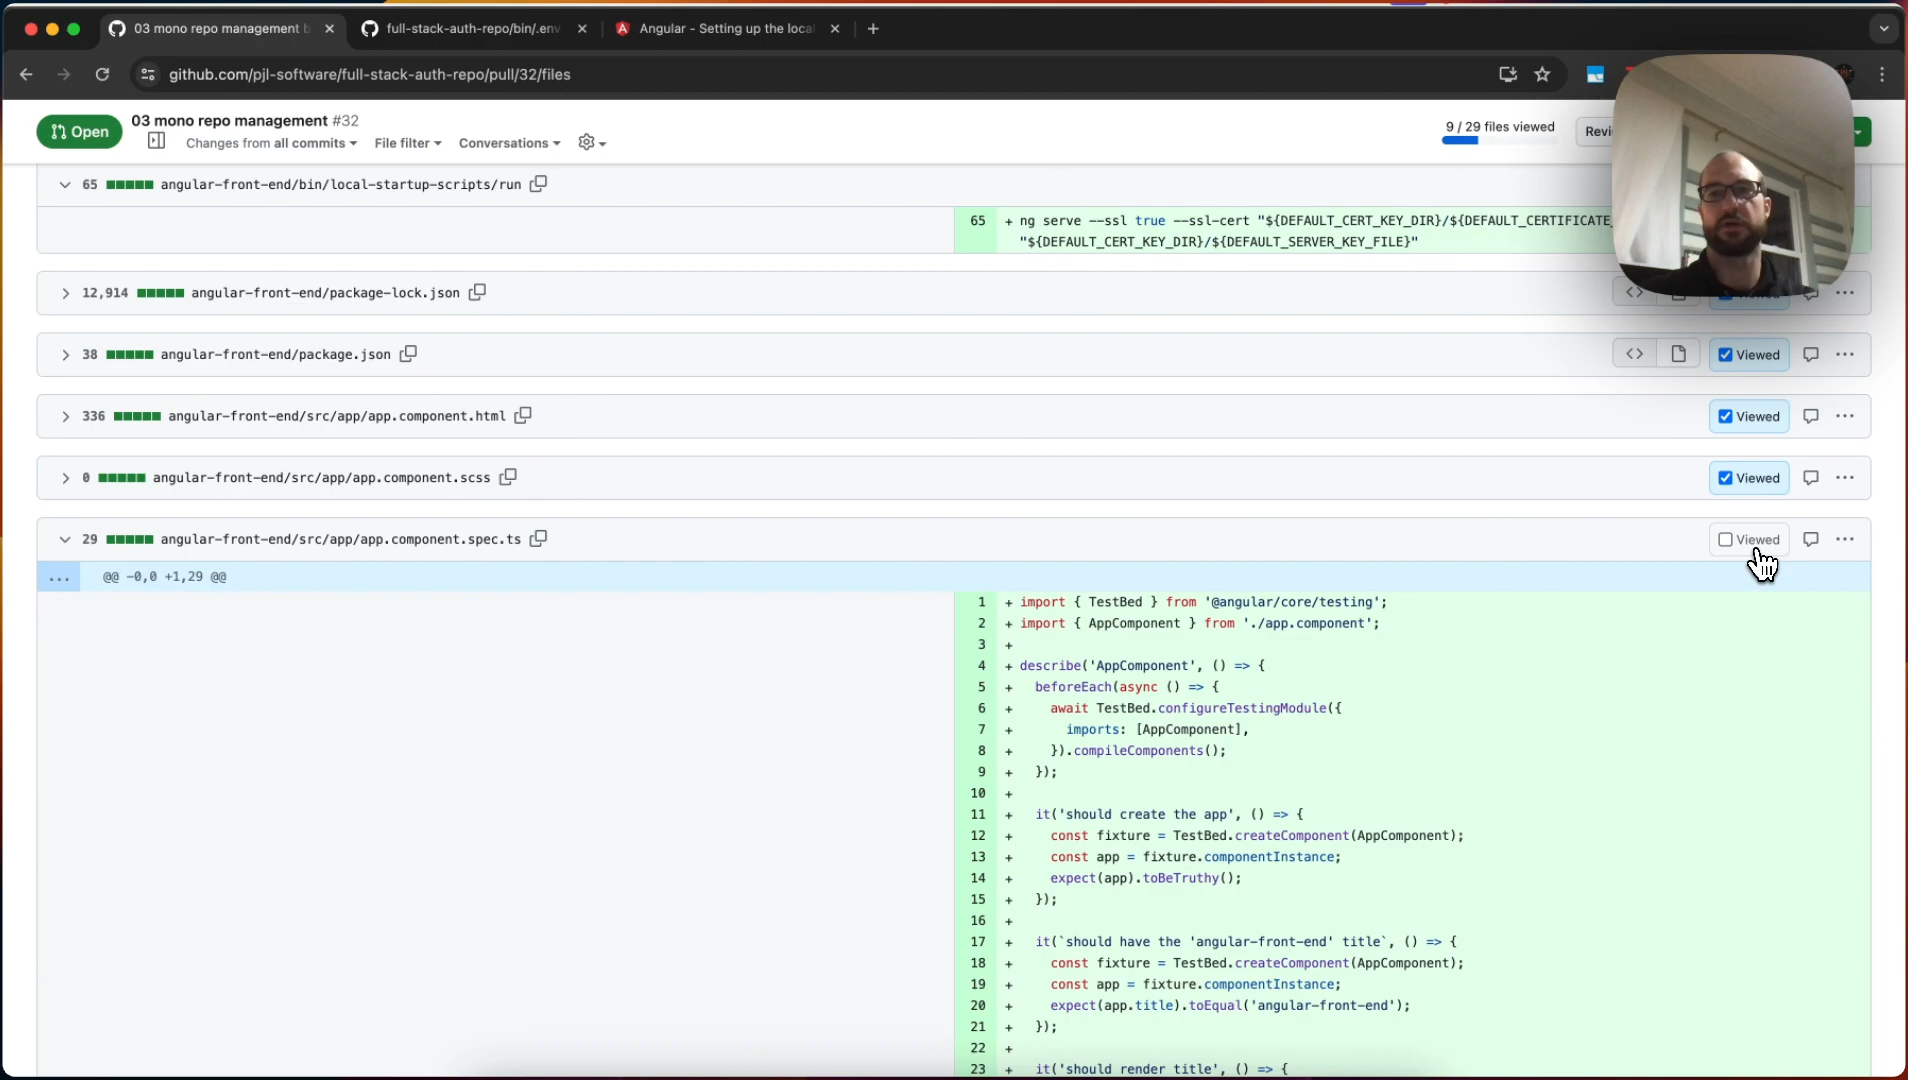 03 mono repo management b
full-stack-auth-repo/bin/.env
Angular - Setting up the loca
github.com/pjl-software/full-stack-auth-repo/pull/32/files
Open
03 mono repo management #32
Changes from all commits
File filter
Conversations
9 / 29 files viewed
65 angular-front-end/bin/local-startup-scripts/run
65 + ng serve --ssl true --ssl-cert "${DEFAULT_CERT_KEY_DIR}/${DEFAULT_CERTIFICATE_
"${DEFAULT_CERT_KEY_DIR}/${DEFAULT_SERVER_KEY_FILE}"
12,914 angular-front-end/package-lock.json
38 angular-front-end/package.json
Viewed
336 angular-front-end/src/app/app.component.html
Viewed
0 angular-front-end/src/app/app.component.scss
Viewed
29 angular-front-end/src/app/app.component.spec.ts
Viewed
... @@ -0,0 +1,29 @@
1 + import { TestBed } from '@angular/core/testing';
2 + import { AppComponent } from './app.component';
3 +
4 + describe('AppComponent', () => {
5 + beforeEach(async () => {
6 + await TestBed.configureTestingModule({
7 + imports: [AppComponent],
8 + }).compileComponents();
9 + });
10 +
11 + it('should create the app', () => {
12 + const fixture = TestBed.createComponent(AppComponent);
13 + const app = fixture.componentInstance;
14 + expect(app).toBeTruthy();
15 + });
16 +
17 + it(`should have the 'angular-front-end' title`, () => {
18 + const fixture = TestBed.createComponent(AppComponent);
19 + const app = fixture.componentInstance;
20 + expect(app.title).toEqual('angular-front-end');
21 + });
22 +
23 + it('should render title', () => {